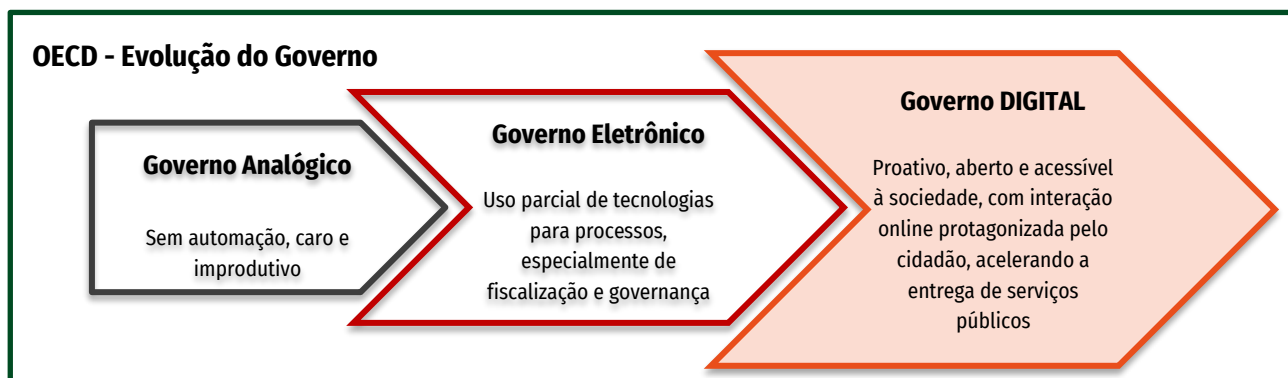 OECD - Evolução do Governo
Governo Analógico
Sem automação, caro e
improdutivo
Governo Eletrônico
Uso parcial de tecnologias
para processos,
especialmente de
fiscalização e governança
Governo DIGITAL
Proativo, aberto e acessível
à sociedade, com interação
online protagonizada pelo
cidadão, acelerando a
entrega de serviços
públicos